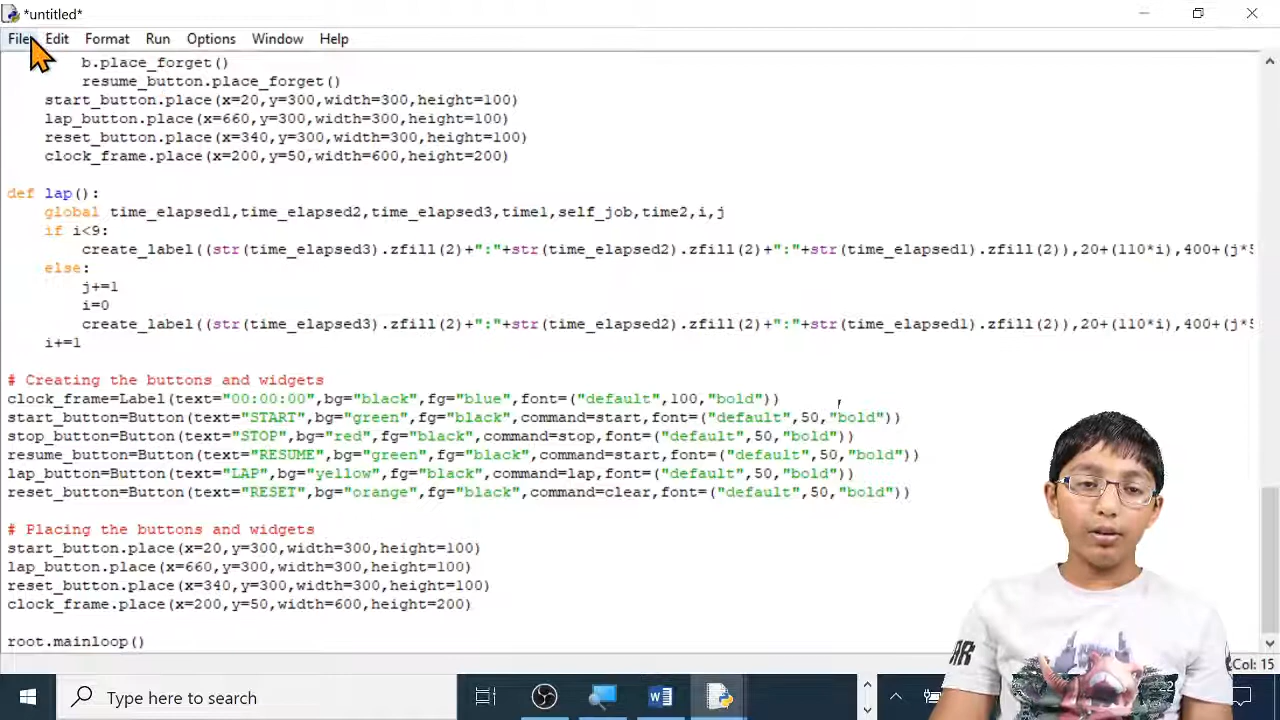 *untitled*
File Edit Format Run Options Window Help
b.place_forget()
resume_button.place_forget()
start_button.place(x=20,y=300,width=300,height=100)
lap_button.place(x=660,y=300,width=300,height=100)
reset_button.place(x=340,y=300,width=300,height=100)
clock_frame.place(x=200,y=50,width=600,height=200)
def lap():
global time_elapsed1,time_elapsed2,time_elapsed3,time1,self_job,time2,i,j
if i<9:
create_label((str(time_elapsed3).zfill(2)+":"+str(time_elapsed2).zfill(2)+":"+str(time_elapsed1).zfill(2)),20+(110*i),400+(j*5
else:
j+=1
i=0
create_label((str(time_elapsed3).zfill(2)+":"+str(time_elapsed2).zfill(2)+":"+str(time_elapsed1).zfill(2)),20+(110*i),400+(j*5
i+=1
# Creating the buttons and widgets
clock_frame=Label(text="00:00:00",bg="black",fg="blue",font=("default",100,"bold"))
start_button=Button(text="START",bg="green",fg="black",command=start,font=("default",50,"bold"))
stop_button=Button(text="STOP",bg="red",fg="black",command=stop,font=("default",50,"bold"))
resume_button=Button(text="RESUME",bg="green",fg="black",command=start,font=("default",50,"bold"))
lap_button=Button(text="LAP",bg="yellow",fg="black",command=lap,font=("default",50,"bold"))
reset_button=Button(text="RESET",bg="orange",fg="black",command=clear,font=("default",50,"bold"))
# Placing the buttons and widgets
start_button.place(x=20,y=300,width=300,height=100)
lap_button.place(x=660,y=300,width=300,height=100)
reset_button.place(x=340,y=300,width=300,height=100)
clock_frame.place(x=200,y=50,width=600,height=200)
root.mainloop()
Col: 15
Type here to search